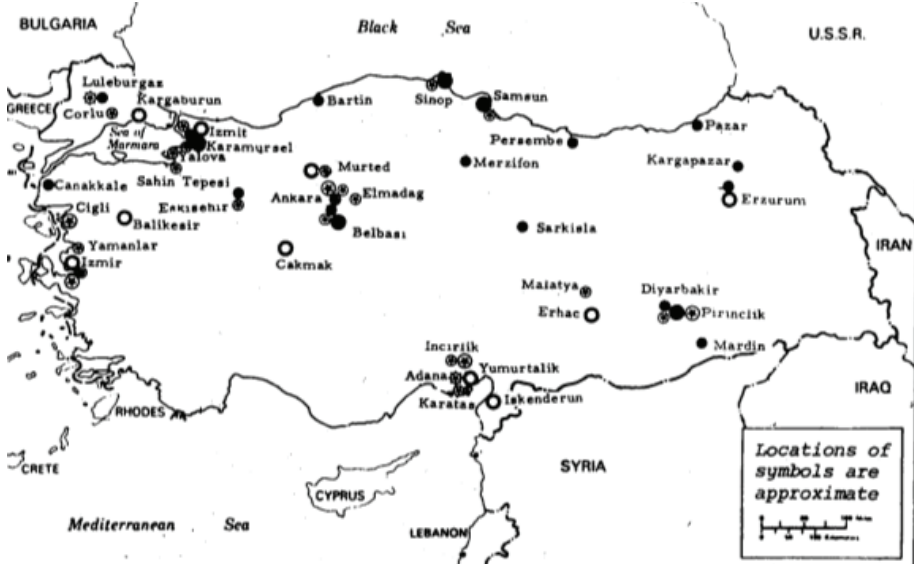 BULGARIA
Black Sea
U.S.S.R.
Luleburgaz
GREECE
Kargaburun
Corlu
Sea of
Marmara
Izmit
Karamursel
Yalova
Bartin
Sinop
Samsun
Persembe
Pazar
Merzifon
Kargapazar
Canakkale
Sahin Tepesi
Murted
Cigli
Eskisehir
Ankara
Elmadag
Erzurum
Balikesir
Belbası
Sarkisla
IRAN
Yamanlar
Izmir
Cakmak
Malatya
Diyarbakir
Erhac
Pirinclik
Mardin
Incirlik
Adana
Yumurtalik
Karatas
Iskenderun
IRAQ
RHODES
CRETE
CYPRUS
SYRIA
LEBANON
Mediterranean Sea
Locations of
symbols are
approximate